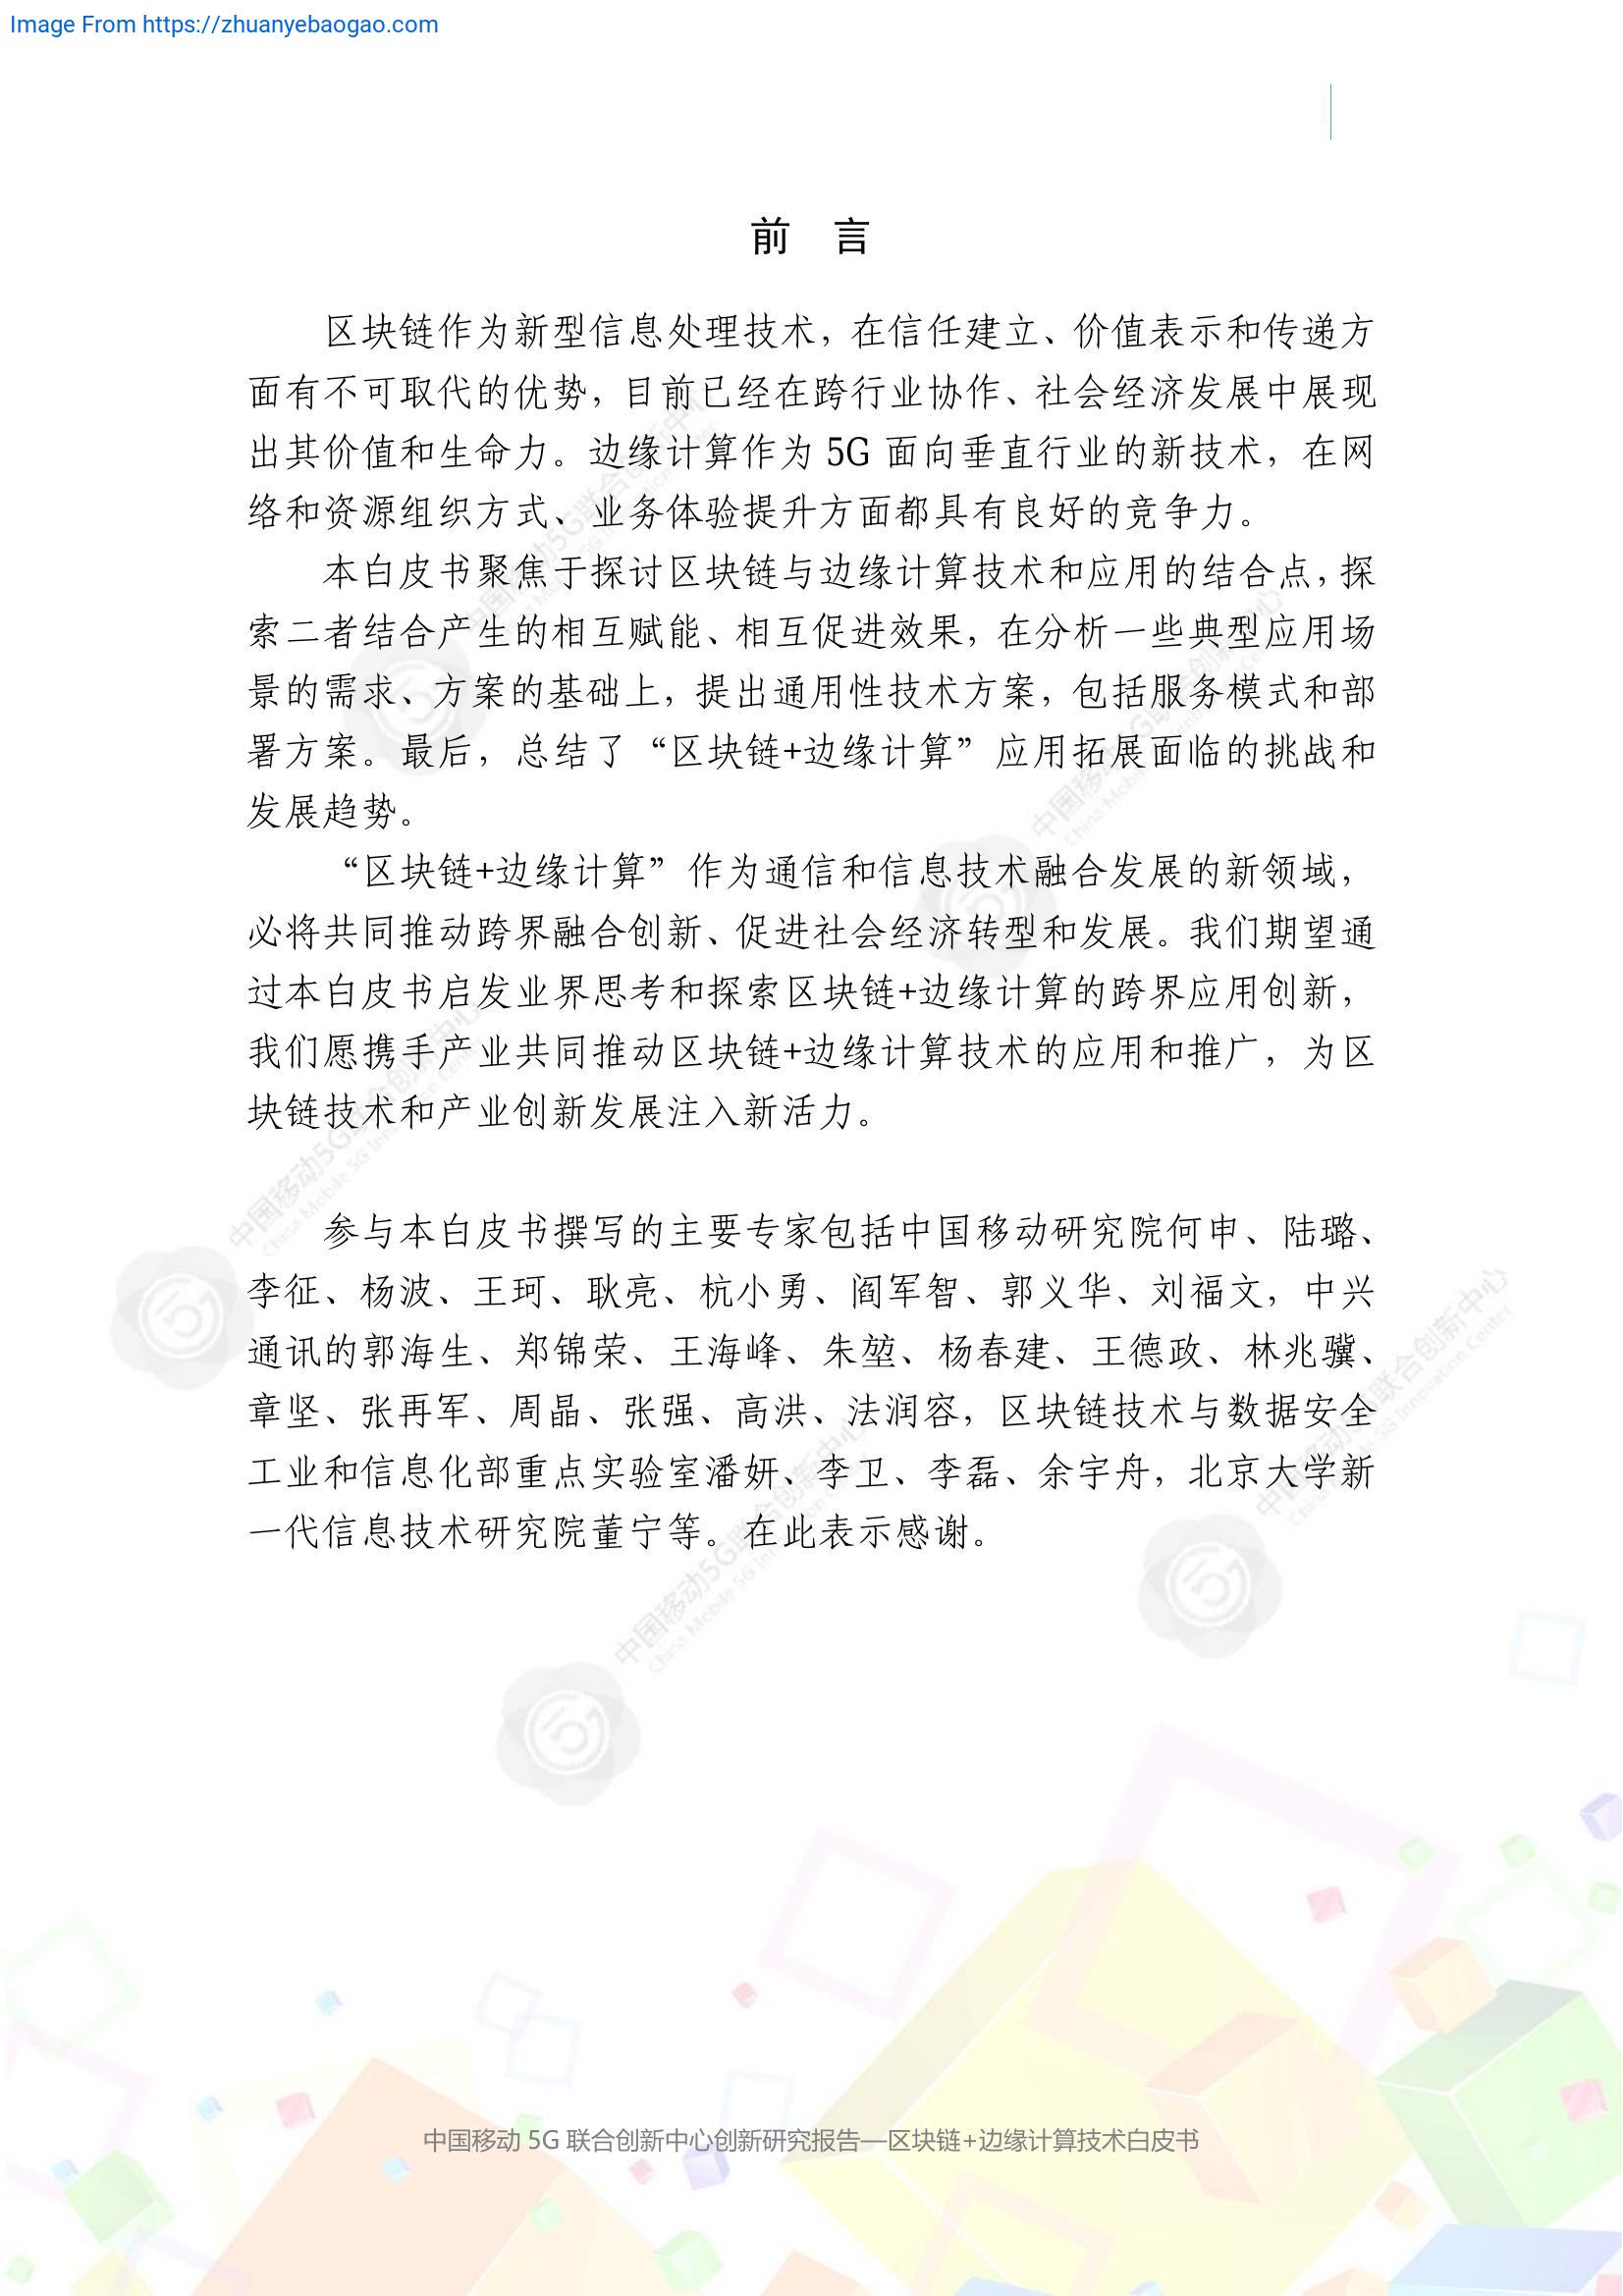 Image From https://zhuanyebaogao.com
前 言
区块链作为新型信息处理技术，在信任建立、价值表示和传递方
面有不可取代的优势，目前已经在跨行业协作、社会经济发展中展现
出其价值和生命力。边缘计算作为 5G 面向垂直行业的新技术，在网
络和资源组织方式、业务体验提升方面都具有良好的竞争力。
本白皮书聚焦于探讨区块链与边缘计算技术和应用的结合点，探
索二者结合产生的相互赋能、相互促进效果，在分析一些典型应用场
景的需求、方案的基础上，提出通用性技术方案，包括服务模式和部
署方案。最后，总结了“区块链+边缘计算”应用拓展面临的挑战和
发展趋势。
“区块链+边缘计算”作为通信和信息技术融合发展的新领域，
必将共同推动跨界融合创新、促进社会经济转型和发展。我们期望通
过本白皮书启发业界思考和探索区块链+边缘计算的跨界应用创新，
我们愿携手产业共同推动区块链+边缘计算技术的应用和推广，为区
块链技术和产业创新发展注入新活力。
参与本白皮书撰写的主要专家包括中国移动研究院何申、陆璐、
李征、杨波、王珂、耿亮、杭小勇、阎军智、郭义华、刘福文，中兴
通讯的郭海生、郑锦荣、王海峰、朱堃、杨春建、王德政、林兆骥、
章坚、张再军、周晶、张强、高洪、法润容，区块链技术与数据安全
工业和信息化部重点实验室潘妍、李卫、李磊、余宇舟，北京大学新
一代信息技术研究院董宁等。在此表示感谢。
中国移动5G联合创新中心
China Mobile 5G Innovation Center
中国移动 5G 联合创新中心创新研究报告—区块链+边缘计算技术白皮书